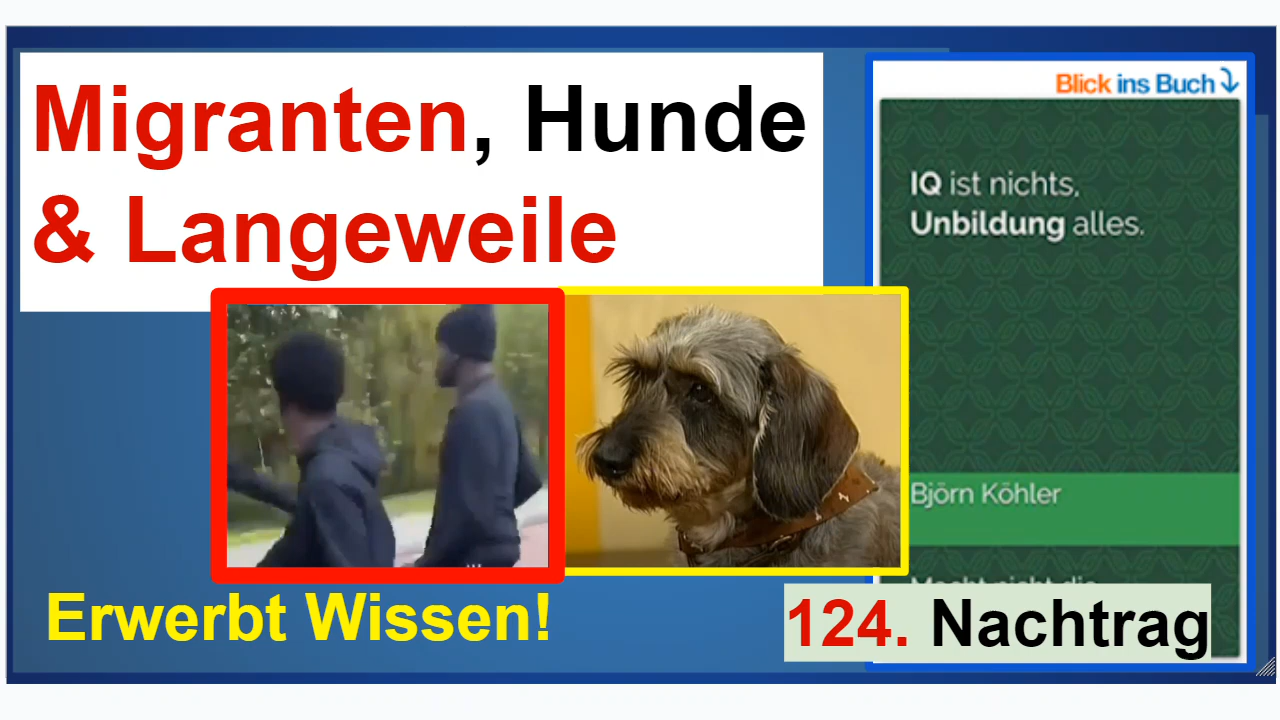 Migranten, Hunde
& Langeweile
Blick ins Buch
IQ ist nichts,
Unbildung alles.
Björn Köhler
Erwerbt Wissen!
124. Nachtrag